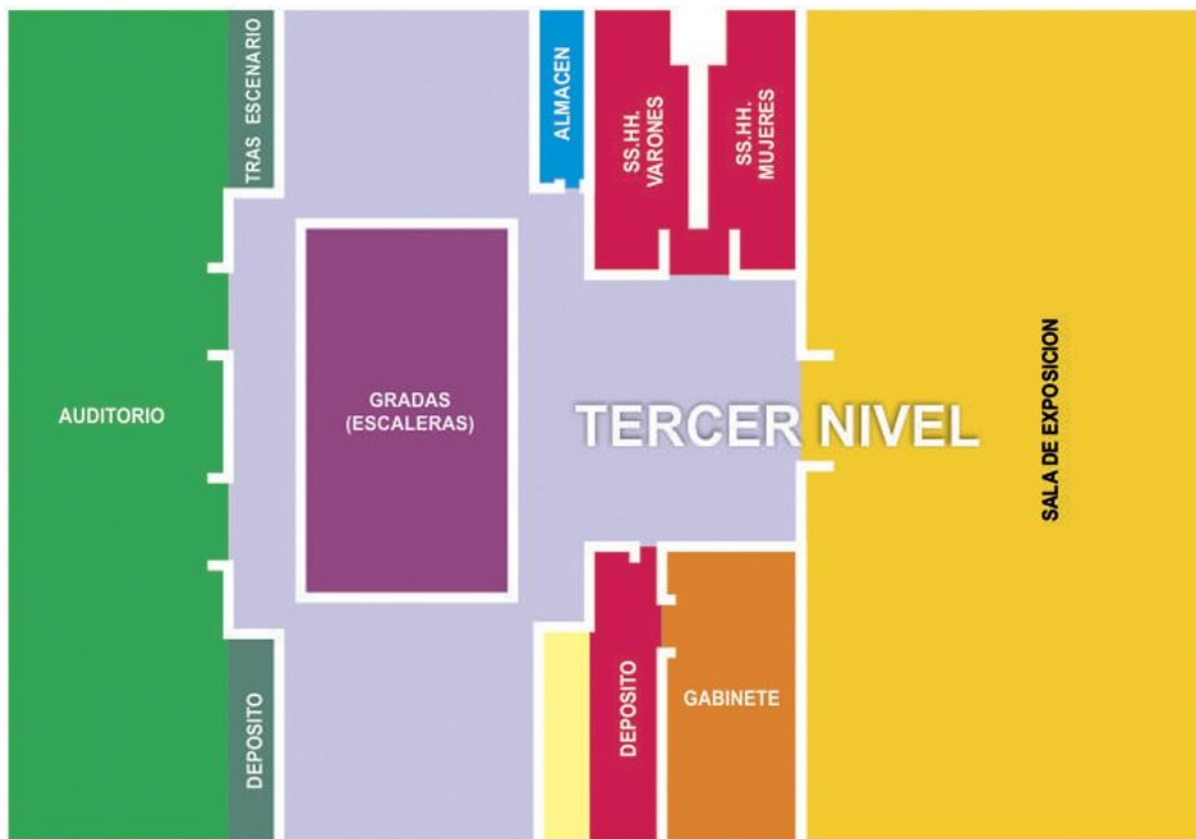 TRAS ESCENARIO
ALMACEN
SS.HH.
VARONES
SS.HH.
MUJERES
AUDITORIO
GRADAS
(ESCALERAS)
TERCER NIVEL
SALA DE EXPOSICION
DEPOSITO
DEPOSITO
GABINETE